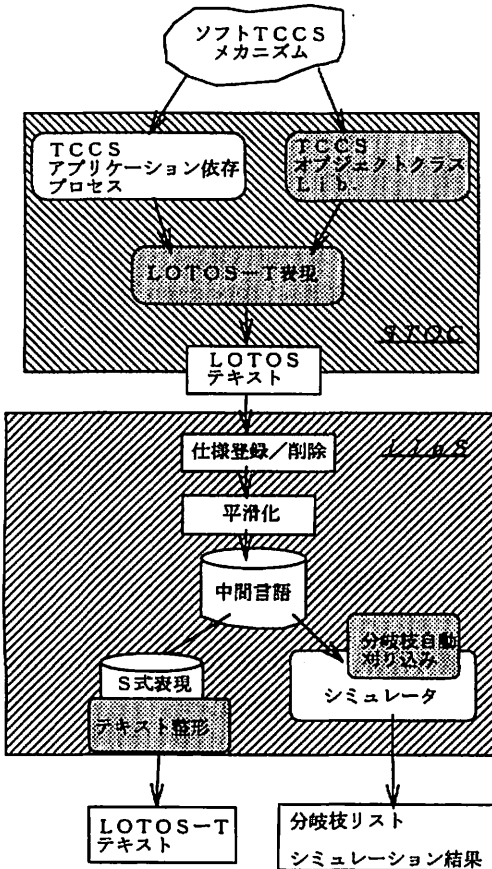 ソフトTCCS
メカニズム
TCCS
アプリケーション依存
プロセス
TCCS
オブジェクトクラス
Lib.
LOTOS－T表現
STOC
LOTOS
テキスト
仕様登録／削除
平滑化
中間言語
分岐枝自動
刈り込み
シミュレータ
S式表現
テキスト整形
LOTOS－T
テキスト
分岐枝リスト
シミュレーション結果